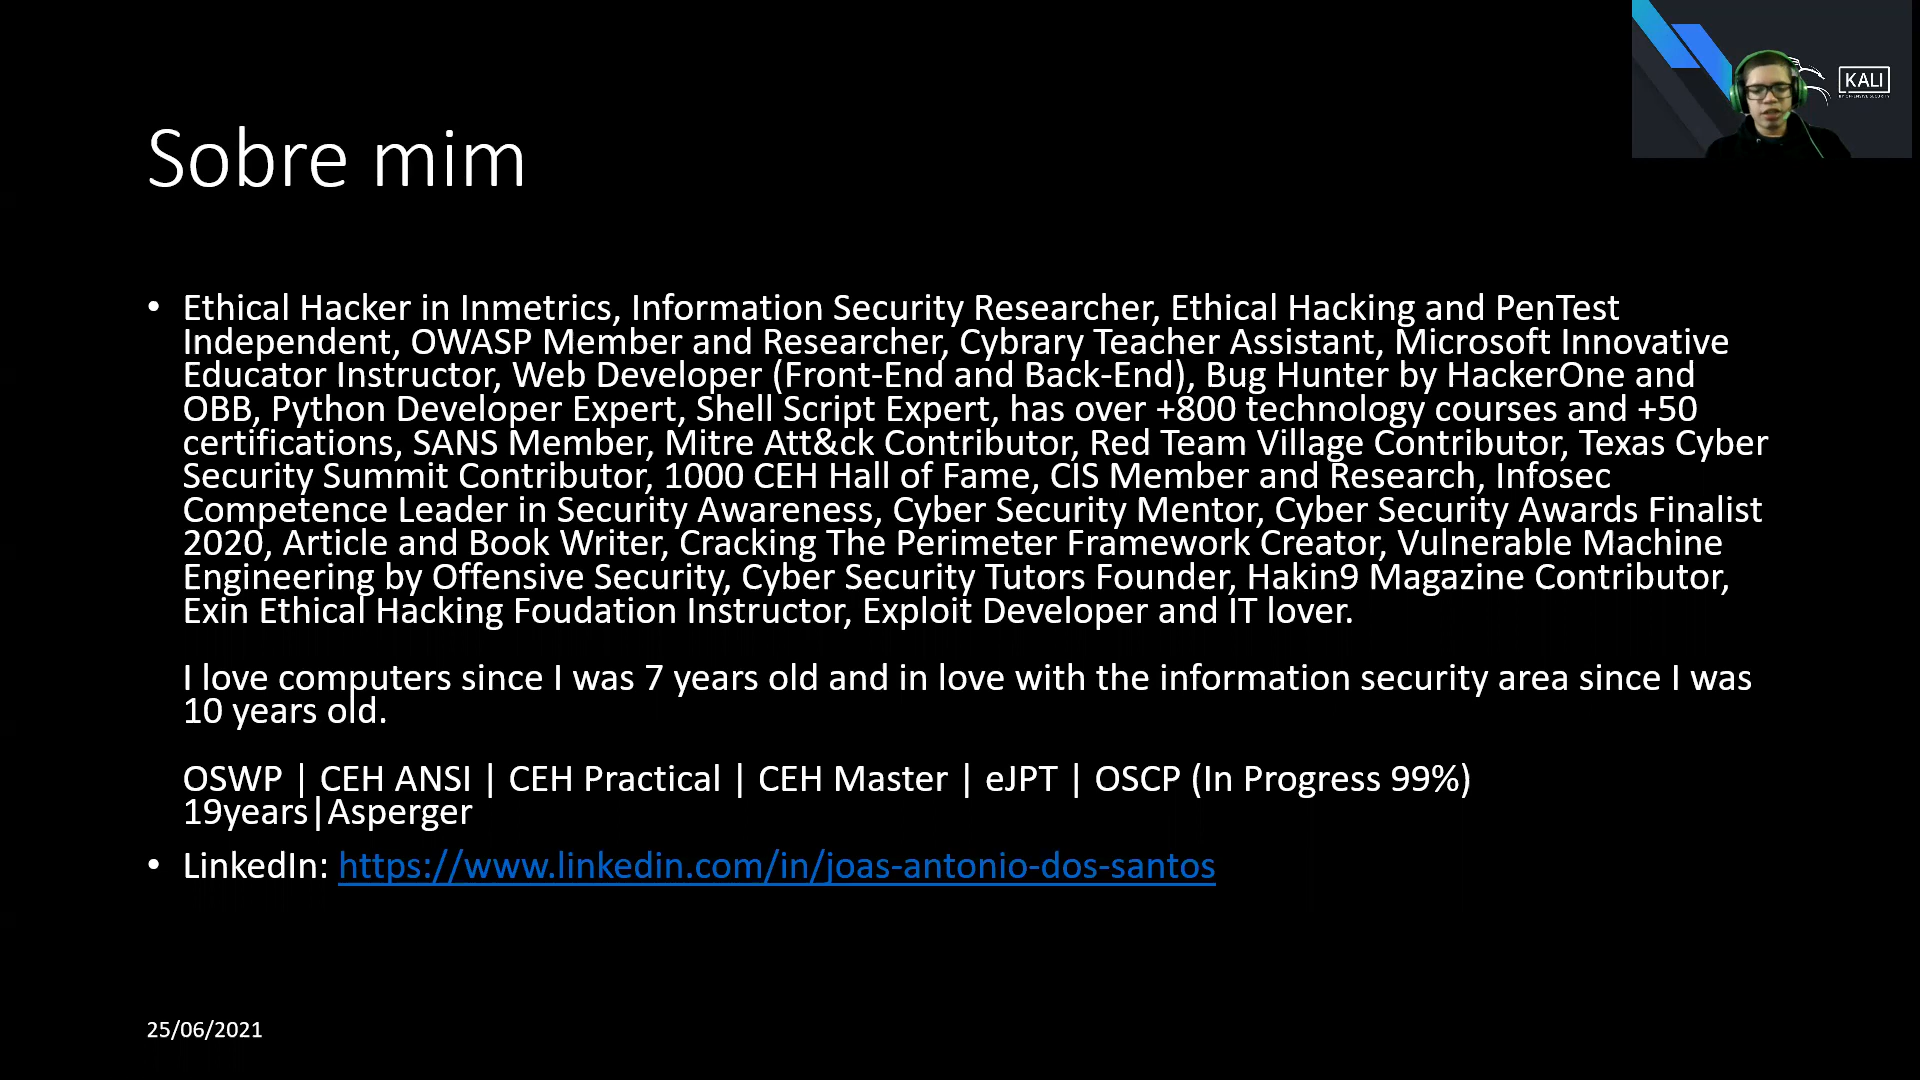 KALI
Sobre mim
• Ethical Hacker in Inmetrics, Information Security Researcher, Ethical Hacking and PenTest
Independent, OWASP Member and Researcher, Cybrary Teacher Assistant, Microsoft Innovative
Educator Instructor, Web Developer (Front-End and Back-End), Bug Hunter by HackerOne and
OBB, Python Developer Expert, Shell Script Expert, has over +800 technology courses and +50
certifications, SANS Member, Mitre Att&ck Contributor, Red Team Village Contributor, Texas Cyber
Security Summit Contributor, 1000 CEH Hall of Fame, CIS Member and Research, Infosec
Competence Leader in Security Awareness, Cyber Security Mentor, Cyber Security Awards Finalist
2020, Article and Book Writer, Cracking The Perimeter Framework Creator, Vulnerable Machine
Engineering by Offensive Security, Cyber Security Tutors Founder, Hakin9 Magazine Contributor,
Exin Ethical Hacking Foudation Instructor, Exploit Developer and IT lover.
I love computers since I was 7 years old and in love with the information security area since I was
10 years old.
OSWP | CEH ANSI | CEH Practical | CEH Master | eJPT | OSCP (In Progress 99%)
19years|Asperger
• LinkedIn: https://www.linkedin.com/in/joas-antonio-dos-santos
25/06/2021